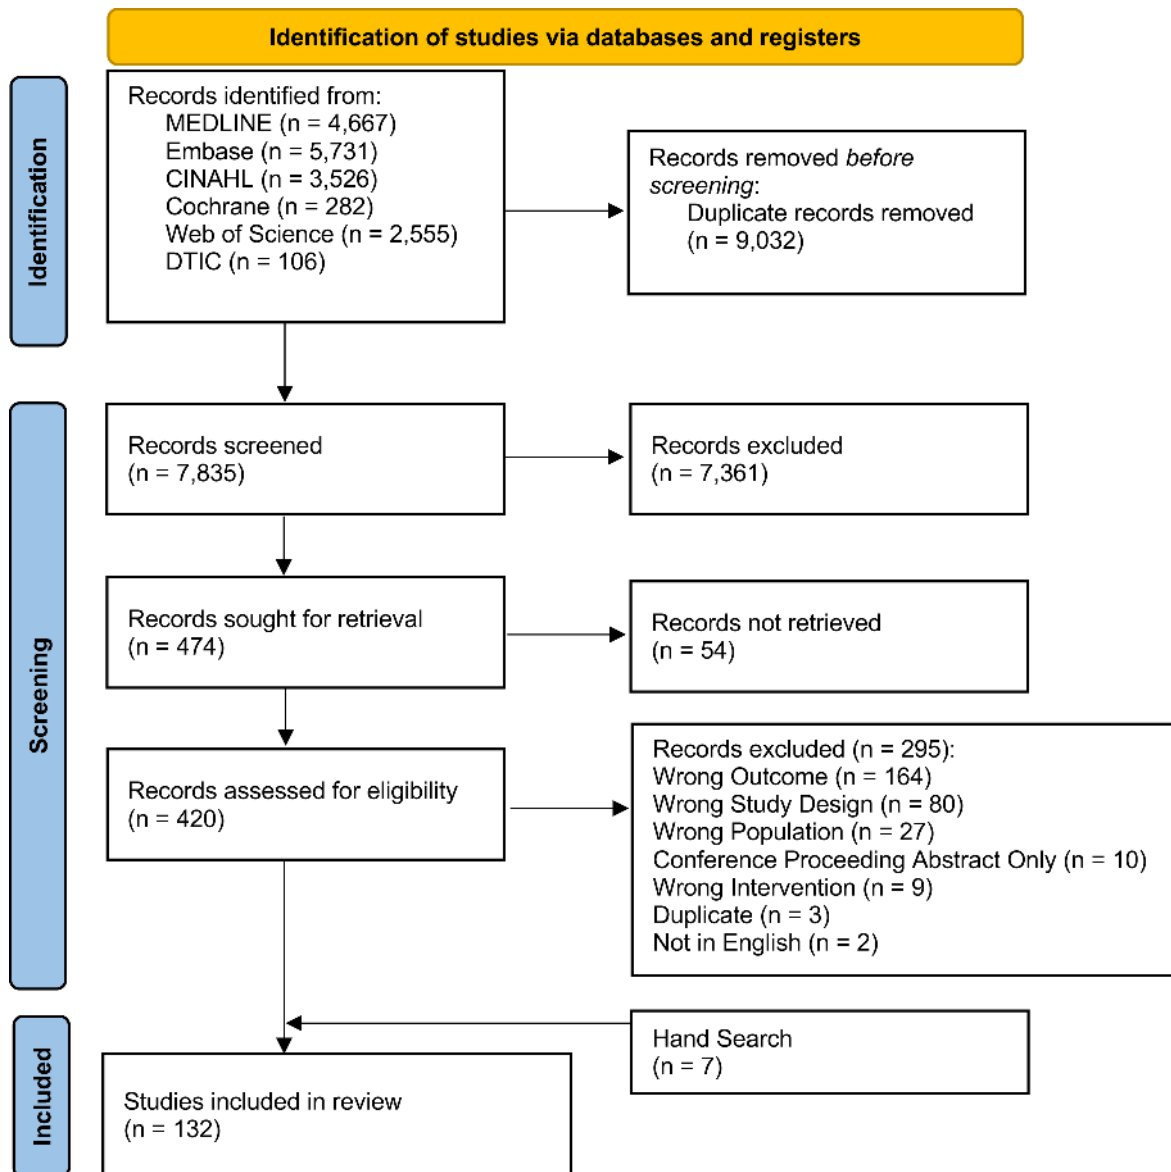 Identification of studies via databases and registers
Identification
Records identified from:
MEDLINE (n = 4,667)
Embase (n = 5,731)
CINAHL (n = 3,526)
Cochrane (n = 282)
Web of Science (n = 2,555)
DTIC (n = 106)
Records removed before
screening:
Duplicate records removed
(n = 9,032)
Screening
Records screened
(n = 7,835)
Records excluded
(n = 7,361)
Records sought for retrieval
(n = 474)
Records not retrieved
(n = 54)
Records assessed for eligibility
(n = 420)
Records excluded (n = 295):
Wrong Outcome (n = 164)
Wrong Study Design (n = 80)
Wrong Population (n = 27)
Conference Proceeding Abstract Only (n = 10)
Wrong Intervention (n = 9)
Duplicate (n = 3)
Not in English (n = 2)
Included
Hand Search
(n = 7)
Studies included in review
(n = 132)